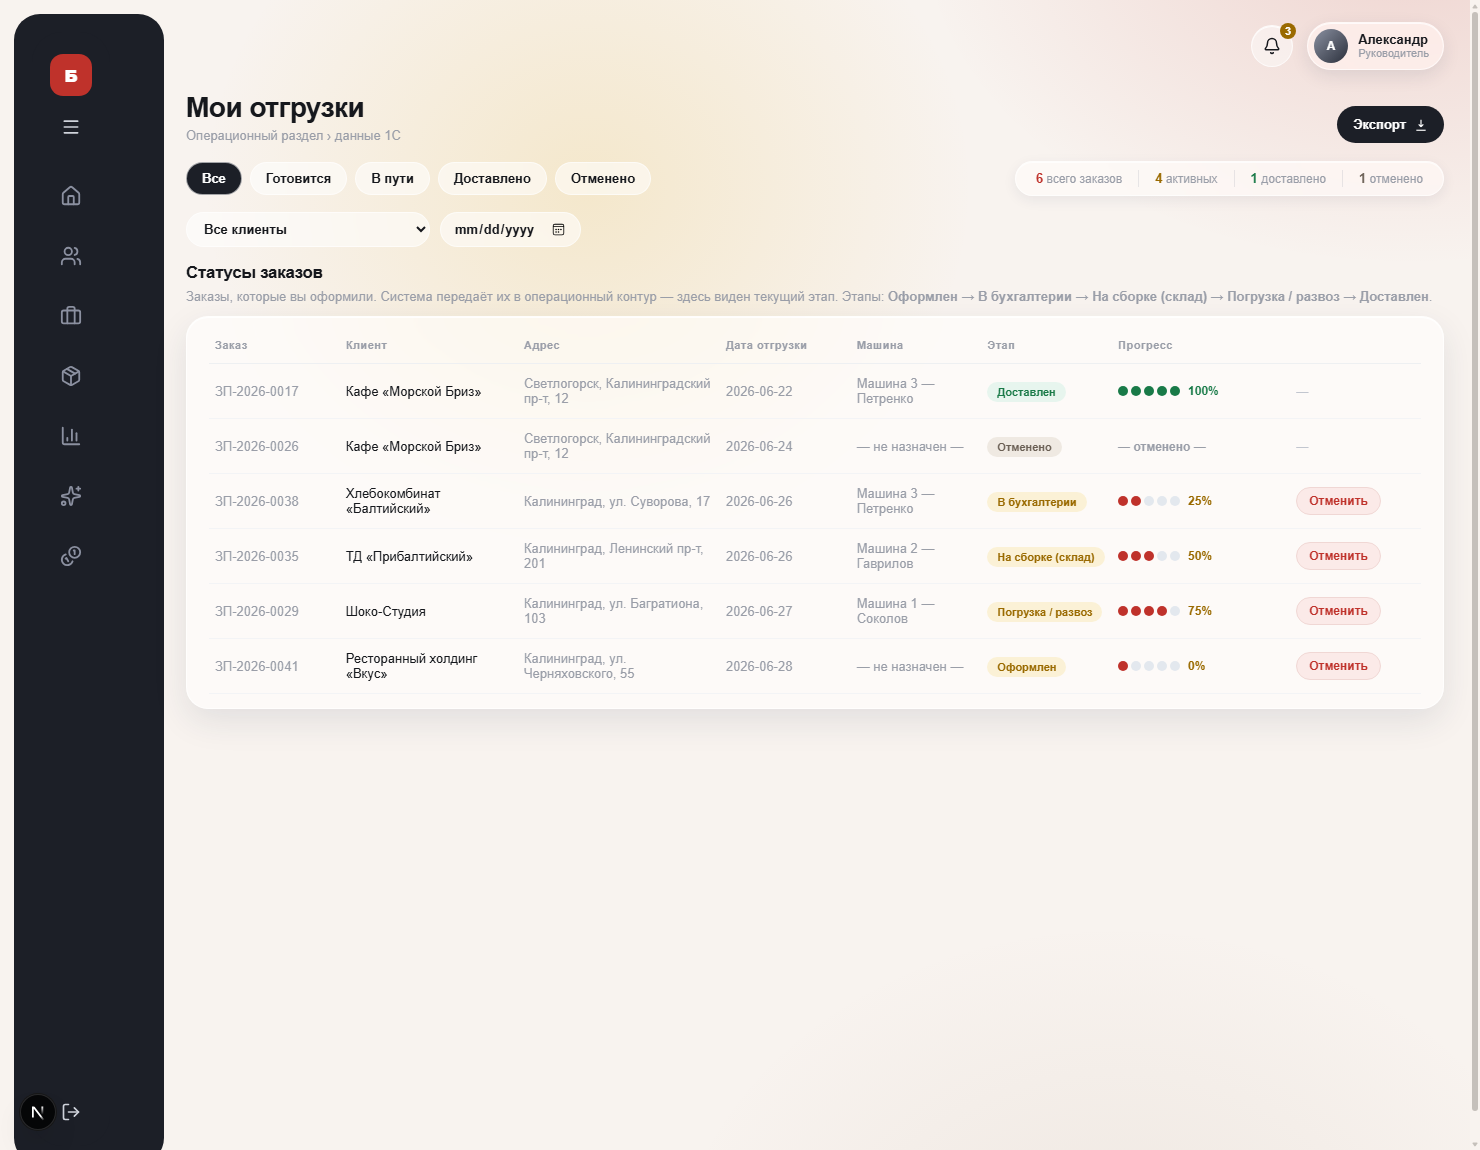 Б
3
А
Александр
Руководитель
Мои отгрузки
Операционный раздел › данные 1С
Экспорт
Все
Готовится
В пути
Доставлено
Отменено
6 всего заказов
4 активных
1 доставлено
1 отменено
Все клиенты
mm/dd/yyyy
Статусы заказов
Заказы, которые вы оформили. Система передаёт их в операционный контур — здесь виден текущий этап. Этапы: Оформлен → В бухгалтерии → На сборке (склад) → Погрузка / развоз → Доставлен.
Заказ Клиент Адрес Дата отгрузки Машина Этап Прогресс
ЗП-2026-0017
Кафе «Морской Бриз»
Светлогорск, Калининградский
пр-т, 12
2026-06-22
Машина 3 —
Петренко
Доставлен
100%
—
ЗП-2026-0026
Кафе «Морской Бриз»
Светлогорск, Калининградский
пр-т, 12
2026-06-24
— не назначен —
Отменено
— отменено —
—
ЗП-2026-0038
Хлебокомбинат
«Балтийский»
Калининград, ул. Суворова, 17
2026-06-26
Машина 3 —
Петренко
В бухгалтерии
25%
Отменить
ЗП-2026-0035
ТД «Прибалтийский»
Калининград, Ленинский пр-т,
201
2026-06-26
Машина 2 —
Гаврилов
На сборке (склад)
50%
Отменить
ЗП-2026-0029
Шоко-Студия
Калининград, ул. Багратиона,
103
2026-06-27
Машина 1 —
Соколов
Погрузка / развоз
75%
Отменить
ЗП-2026-0041
Ресторанный холдинг
«Вкус»
Калининград, ул.
Черняховского, 55
2026-06-28
— не назначен —
Оформлен
0%
Отменить
N